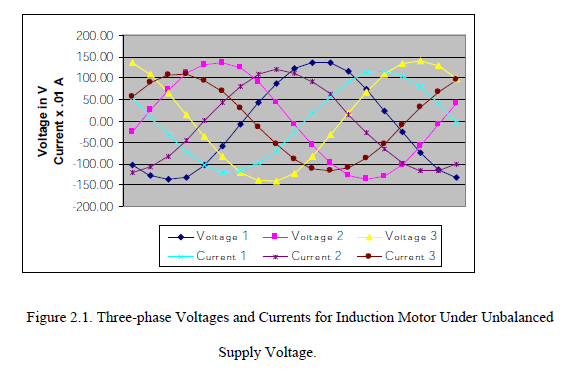 Voltage in V
Current x .01 A
200.00
150.00
100.00
50.00
0.00
-50.00
-100.00
-150.00
-200.00
Voltage 1
Voltage 2
Voltage 3
Current 1
Current 2
Current 3
Figure 2.1. Three-phase Voltages and Currents for Induction Motor Under Unbalanced
Supply Voltage.